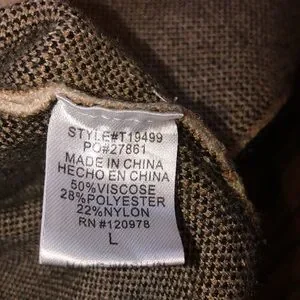 STYLE#T19499
PO#27861
MADE IN CHINA
HECHO EN CHINA
50%VISCOSE
28%POLYESTER
22%NYLON
RN #120978
L